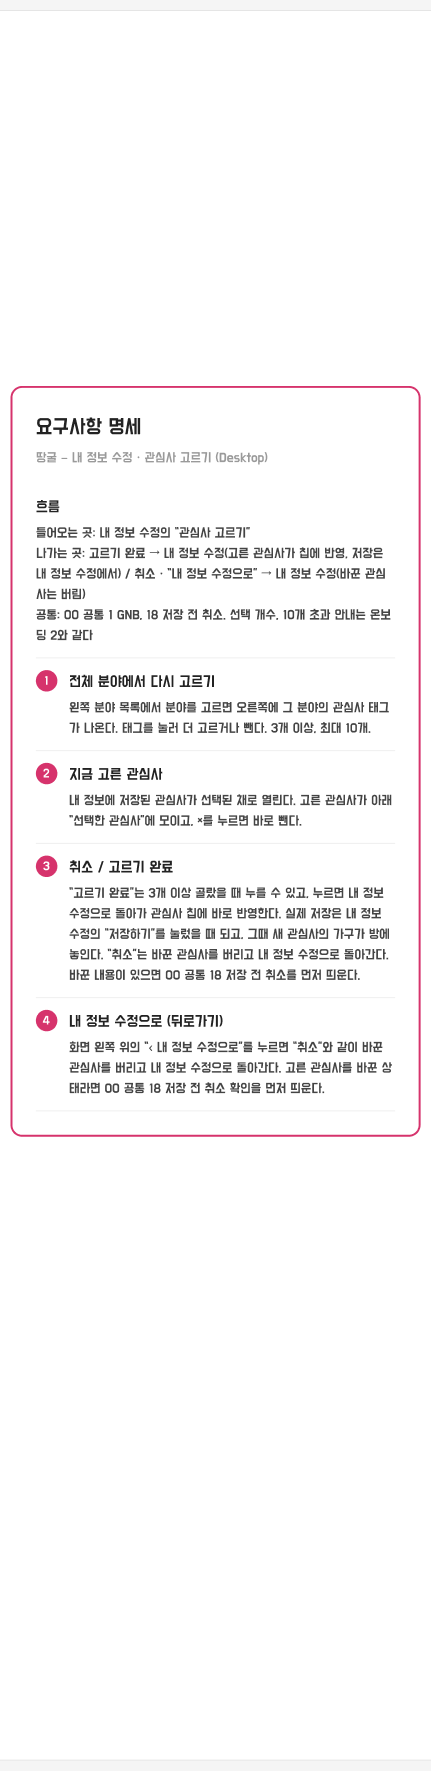 요구사항 명세
땅굴 - 내 정보 수정 · 관심사 고르기 (Desktop)
흐름
들어오는 곳: 내 정보 수정의 "관심사 고르기"
나가는 곳: 고르기 완료 → 내 정보 수정(고른 관심사가 칩에 반영, 저장은
내 정보 수정에서) / 취소 · "내 정보 수정으로" → 내 정보 수정(바꾼 관심
사는 버림)
공통: 00 공통 1 GNB, 18 저장 전 취소. 선택 개수, 10개 초과 안내는 온보
딩 2와 같다
1 전체 분야에서 다시 고르기
왼쪽 분야 목록에서 분야를 고르면 오른쪽에 그 분야의 관심사 태그
가 나온다. 태그를 눌러 더 고르거나 뺀다. 3개 이상, 최대 10개.
2 지금 고른 관심사
내 정보에 저장된 관심사가 선택된 채로 열린다. 고른 관심사가 아래
"선택한 관심사"에 모이고, ×를 누르면 바로 뺀다.
3 취소 / 고르기 완료
"고르기 완료"는 3개 이상 골랐을 때 누를 수 있고, 누르면 내 정보
수정으로 돌아가 관심사 칩에 바로 반영한다. 실제 저장은 내 정보
수정의 "저장하기"를 눌렀을 때 되고, 그때 새 관심사의 가구가 방에
놓인다. "취소"는 바꾼 관심사를 버리고 내 정보 수정으로 돌아간다.
바꾼 내용이 있으면 00 공통 18 저장 전 취소를 먼저 띄운다.
4 내 정보 수정으로 (뒤로가기)
화면 왼쪽 위의 "‹ 내 정보 수정으로"를 누르면 "취소"와 같이 바꾼
관심사를 버리고 내 정보 수정으로 돌아간다. 고른 관심사를 바꾼 상
태라면 00 공통 18 저장 전 취소 확인을 먼저 띄운다.